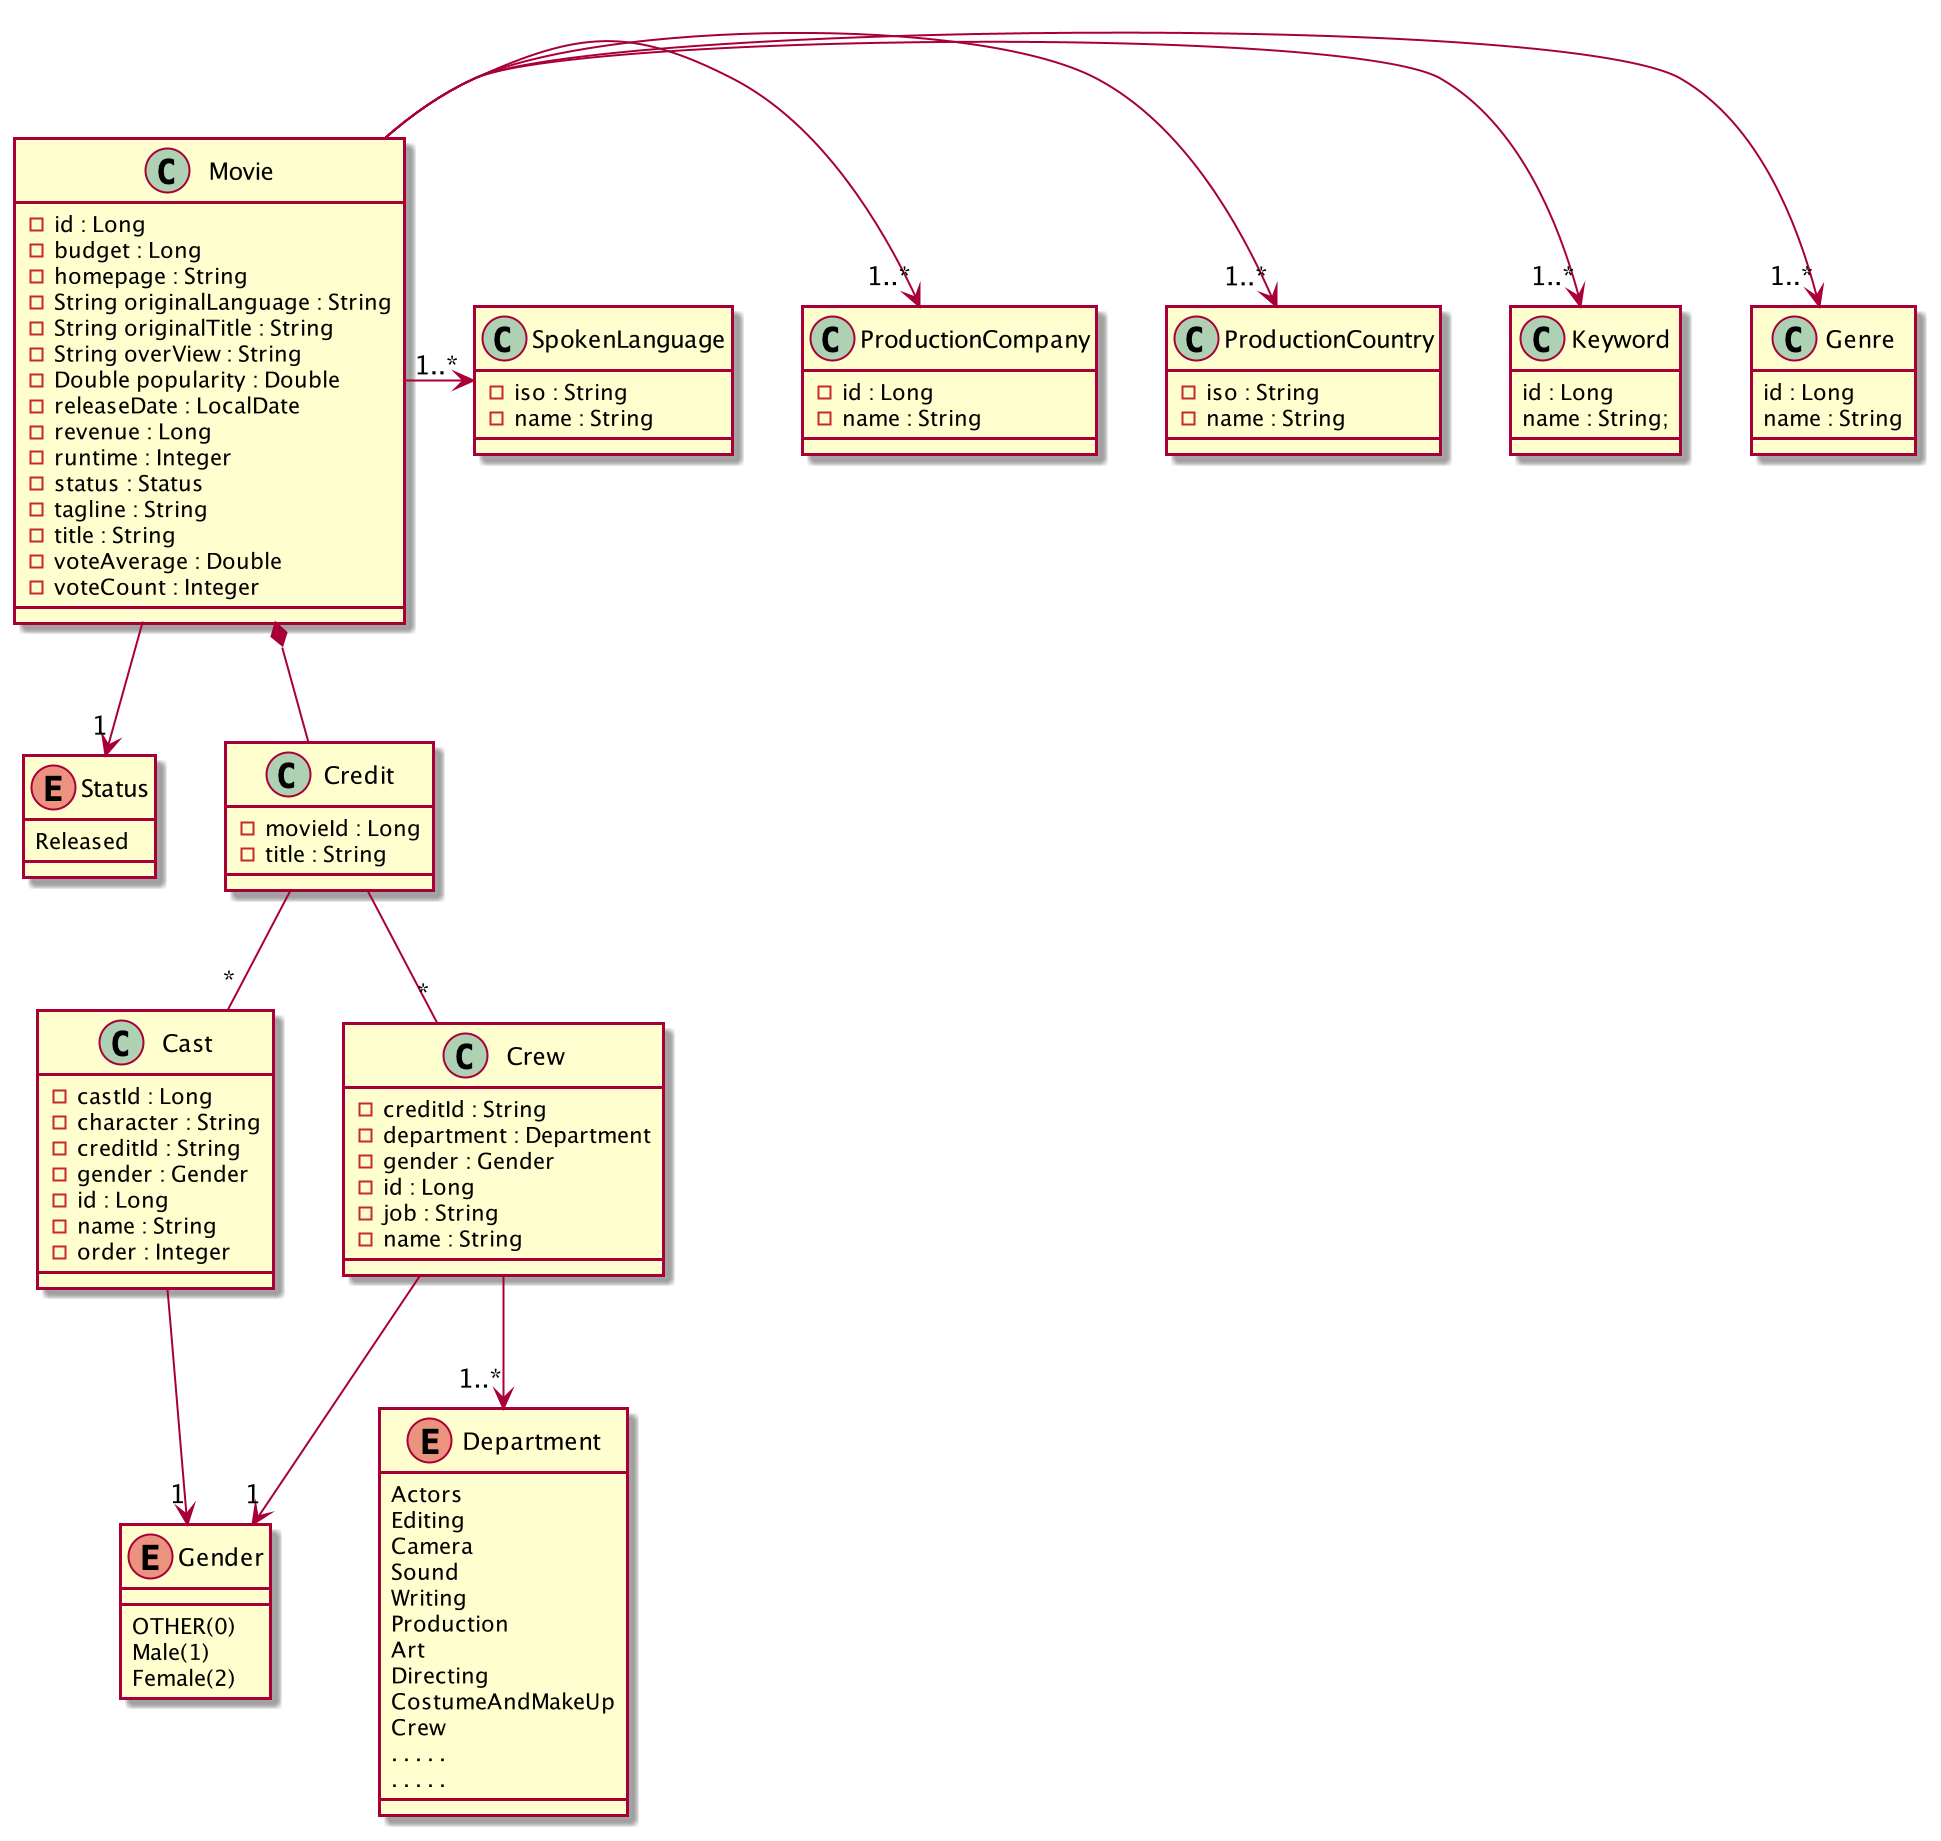 C Movie
id : Long
budget : Long
homepage : String
String originalLanguage : String
String originalTitle : String
String overView : String
Double popularity : Double
releaseDate : LocalDate
revenue : Long
runtime : Integer
status : Status
tagline : String
title : String
voteAverage : Double
voteCount : Integer
1..*
C SpokenLanguage
iso : String
name : String
1..*
C ProductionCompany
id : Long
name : String
1..*
C ProductionCountry
iso : String
name : String
1..*
C Keyword
id : Long
name : String;
1..*
C Genre
id : Long
name : String
1
E Status
Released
C Credit
movieId : Long
title : String
*
C Cast
castId : Long
character : String
creditId : String
gender : Gender
id : Long
name : String
order : Integer
*
C Crew
creditId : String
department : Department
gender : Gender
id : Long
job : String
name : String
1
1
E Gender
OTHER(0)
Male(1)
Female(2)
1..*
E Department
Actors
Editing
Camera
Sound
Writing
Production
Art
Directing
CostumeAndMakeUp
Crew
. . . . .
. . . . .